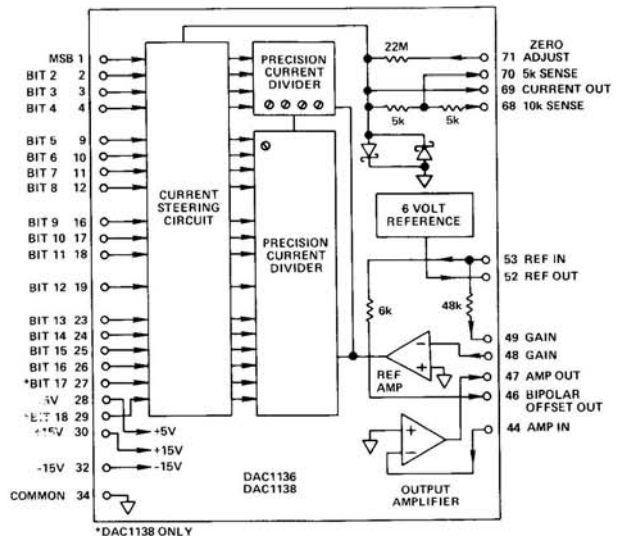 MSB 1
BIT 2 2
BIT 3 3
BIT 4 4
BIT 5 9
BIT 6 10
BIT 7 11
BIT 8 12
BIT 9 16
BIT 10 17
BIT 11 18
BIT 12 19
BIT 13 23
BIT 14 24
BIT 15 25
BIT 16 26
*BIT 17 27
5V 28
*BIT 18 29
+15V 30
-15V 32
COMMON 34
+5V
+15V
-15V
CURRENT
STEERING
CIRCUIT
PRECISION
CURRENT
DIVIDER
PRECISION
CURRENT
DIVIDER
22M
5k
5k
6 VOLT
REFERENCE
6k
48k
REF
AMP
OUTPUT
AMPLIFIER
DAC1136
DAC1138
ZERO
71 ADJUST
70 5k SENSE
69 CURRENT OUT
68 10k SENSE
53 REF IN
52 REF OUT
49 GAIN
48 GAIN
47 AMP OUT
46 BIPOLAR
OFFSET OUT
44 AMP IN
*DAC1138 ONLY